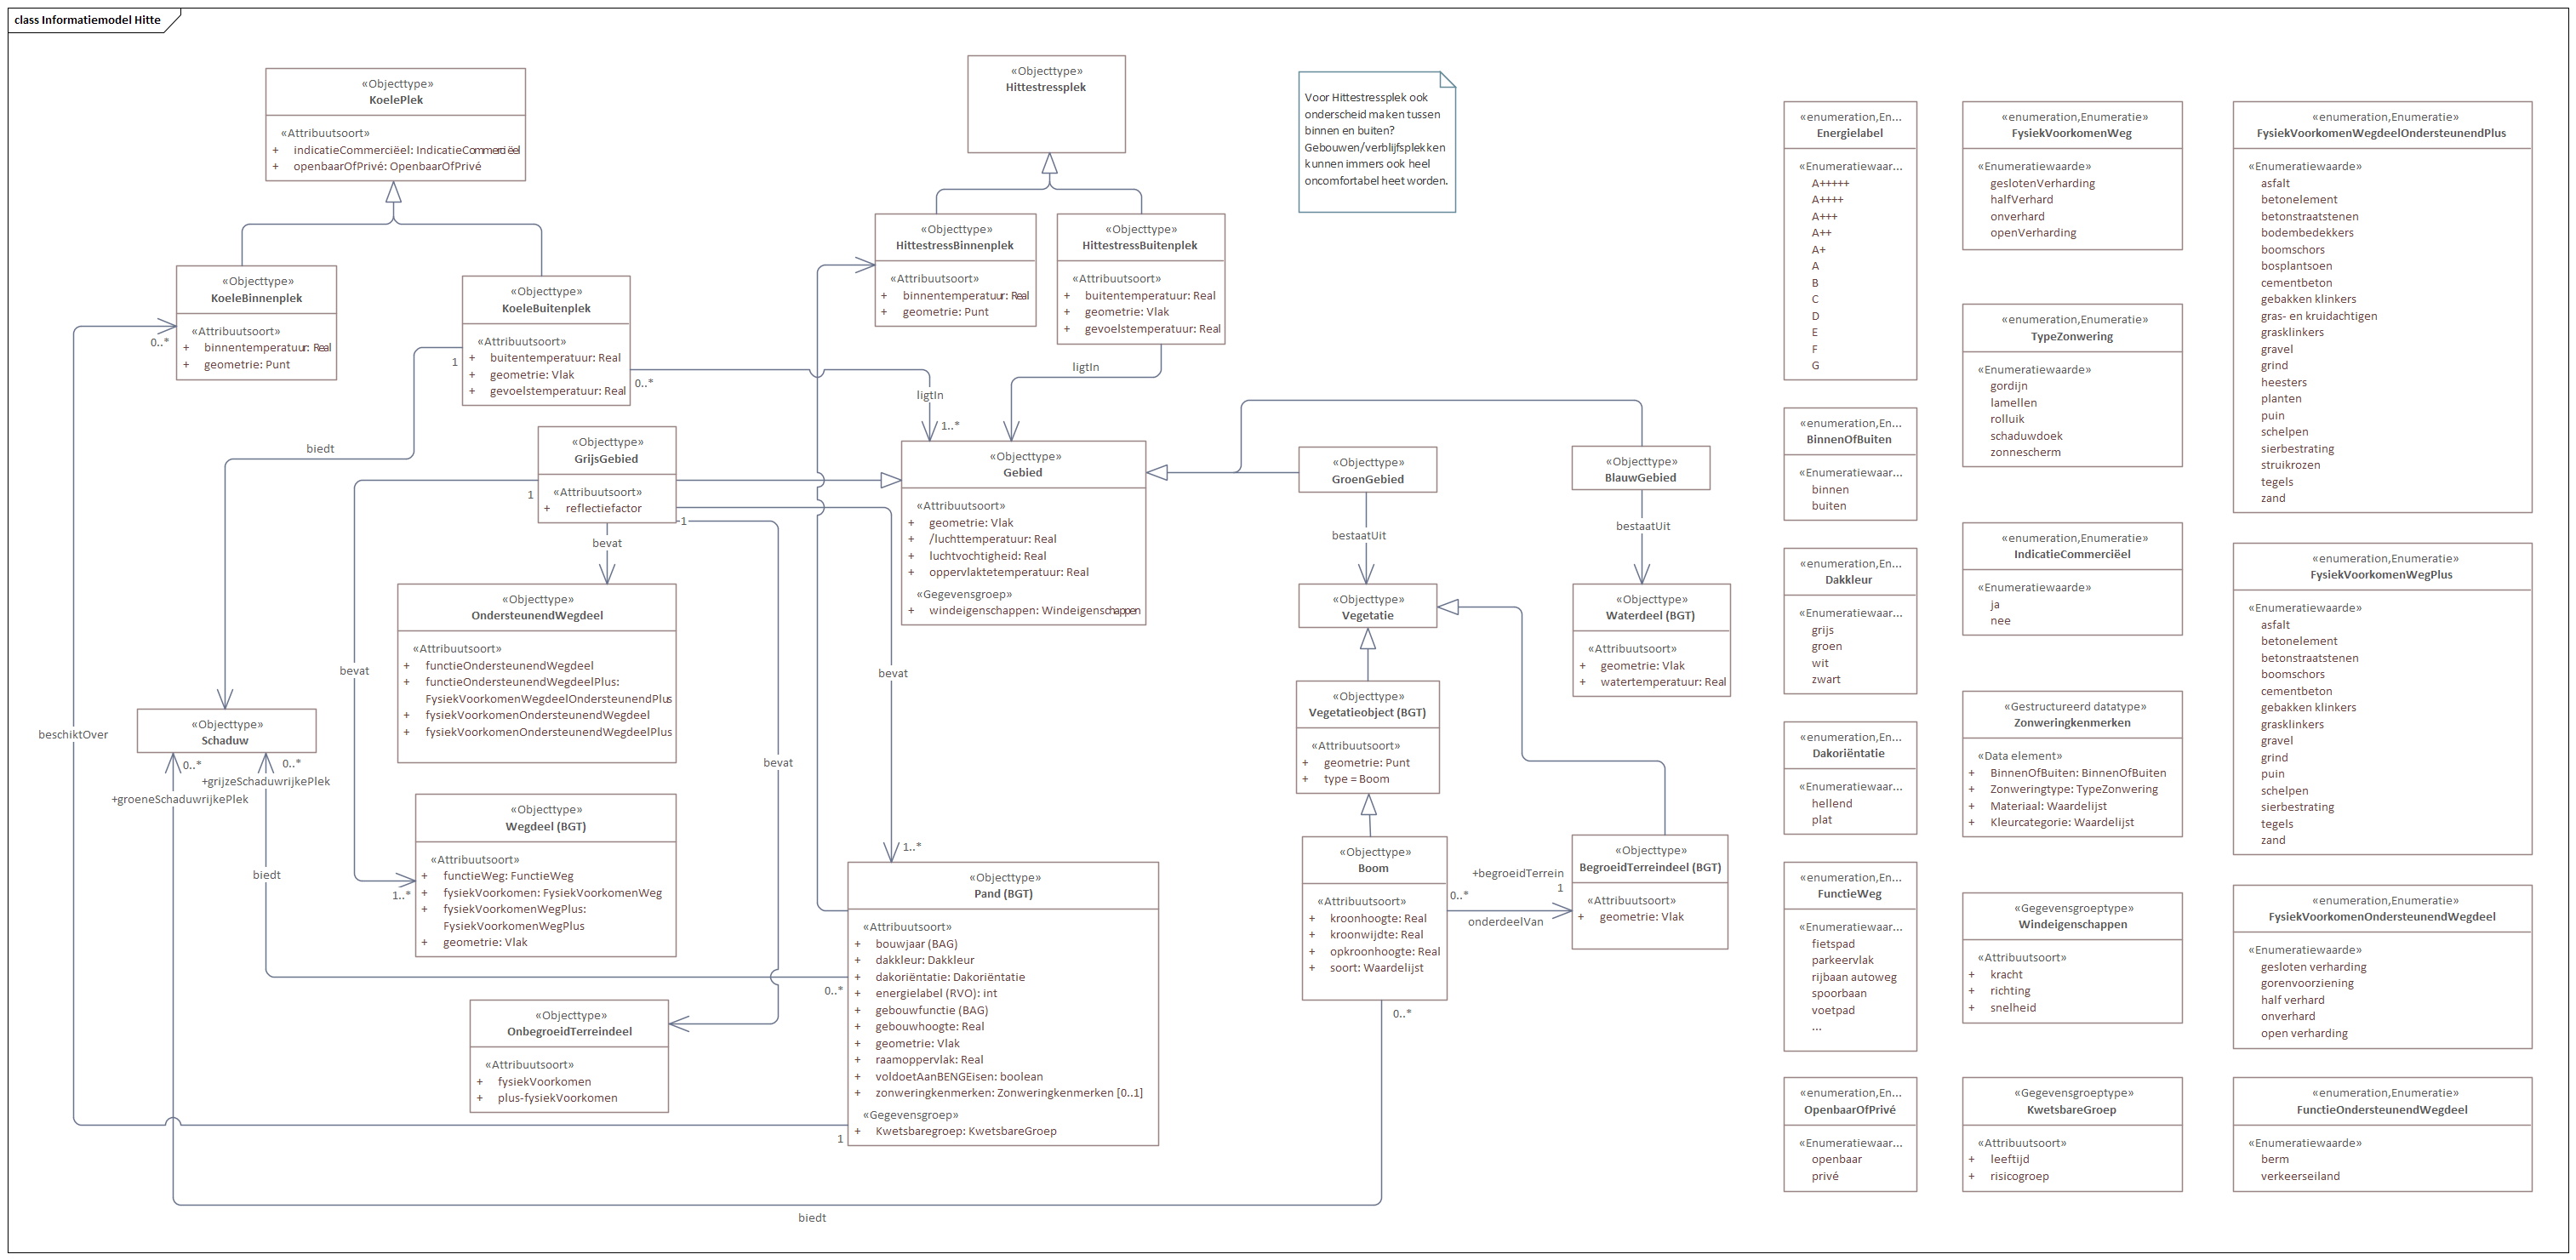 class Informatiemodel Hitte
«Objecttype»
KoelePlek
«Attribuutsoort»
+ indicatieCommerciëel: IndicatieCommerciëel
+ openbaarOfPrivé: OpenbaarOfPrivé
«Objecttype»
Hittestressplek
Voor Hittestressplek ook
onderscheid maken tussen
binnen en buiten?
Gebouwen/verblijfsplekken
kunnen immers ook heel
oncomfortabel heet worden.
«Objecttype»
KoeleBinnenplek
«Attribuutsoort»
+ binnentemperatuur: Real
+ geometrie: Punt
0..*
«Objecttype»
KoeleBuitenplek
«Attribuutsoort»
+ buitentemperatuur: Real
+ geometrie: Vlak
+ gevoelstemperatuur: Real
1
0..*
«Objecttype»
HittestressBinnenplek
«Attribuutsoort»
+ binnentemperatuur: Real
+ geometrie: Punt
«Objecttype»
HittestressBuitenplek
«Attribuutsoort»
+ buitentemperatuur: Real
+ geometrie: Vlak
+ gevoelstemperatuur: Real
ligtIn
ligtIn
1..*
biedt
«Objecttype»
GrijsGebied
«Attribuutsoort»
+ reflectiefactor
1
1
bevat
«Objecttype»
Gebied
«Attribuutsoort»
+ geometrie: Vlak
+ /luchttemperatuur: Real
+ luchtvochtigheid: Real
+ oppervlaktetemperatuur: Real
«Gegevensgroep»
+ windeigenschappen: Windeigenschappen
«Objecttype»
GroenGebied
«Objecttype»
BlauwGebied
bestaatUit
bestaatUit
«Objecttype»
OndersteunendWegdeel
«Attribuutsoort»
+ functieOndersteunendWegdeel
+ functieOndersteunendWegdeelPlus:
FysiekVoorkomenWegdeelOndersteunendPlus
+ fysiekVoorkomenOndersteunendWegdeel
+ fysiekVoorkomenOndersteunendWegdeelPlus
bevat
bevat
bevat
«Objecttype»
Vegetatie
«Objecttype»
Waterdeel (BGT)
«Attribuutsoort»
+ geometrie: Vlak
+ watertemperatuur: Real
«Objecttype»
Vegetatieobject (BGT)
«Attribuutsoort»
+ geometrie: Punt
+ type = Boom
«Objecttype»
Schaduw
beschiktOver
0..*
0..*
+grijzeSchaduwrijkePlek
+groeneSchaduwrijkePlek
biedt
«Objecttype»
Wegdeel (BGT)
«Attribuutsoort»
+ functieWeg: FunctieWeg
+ fysiekVoorkomen: FysiekVoorkomenWeg
+ fysiekVoorkomenWegPlus:
FysiekVoorkomenWegPlus
+ geometrie: Vlak
1..*
1..*
«Objecttype»
Pand (BGT)
«Attribuutsoort»
+ bouwjaar (BAG)
+ dakkleur: Dakkleur
+ dakoriëntatie: Dakoriëntatie
+ energielabel (RVO): int
+ gebouwfunctie (BAG)
+ gebouwhoogte: Real
+ geometrie: Vlak
+ raamoppervlak: Real
+ voldoetAanBENGEisen: boolean
+ zonweringkenmerken: Zonweringkenmerken [0..1]
«Gegevensgroep»
+ Kwetsbaregroep: KwetsbareGroep
0..*
1
«Objecttype»
OnbegroeidTerreindeel
«Attribuutsoort»
+ fysiekVoorkomen
+ plus-fysiekVoorkomen
«Objecttype»
Boom
«Attribuutsoort»
+ kroonhoogte: Real
+ kroonwijdte: Real
+ opkroonhoogte: Real
+ soort: Waardelijst
0..*
0..*
+begroeidTerrein
1
onderdeelVan
«Objecttype»
BegroeidTerreindeel (BGT)
«Attribuutsoort»
+ geometrie: Vlak
biedt
«enumeration,En...
Energielabel
«Enumeratiewaar...
A+++++
A++++
A+++
A++
A+
A
B
C
D
E
F
G
«enumeration,En...
BinnenOfBuiten
«Enumeratiewaar...
binnen
buiten
«enumeration,En...
Dakkleur
«Enumeratiewaar...
grijs
groen
wit
zwart
«enumeration,En...
Dakoriëntatie
«Enumeratiewaar...
hellend
plat
«enumeration,En...
FunctieWeg
«Enumeratiewaar...
fietspad
parkeervlak
rijbaan autoweg
spoorbaan
voetpad
...
«enumeration,En...
OpenbaarOfPrivé
«Enumeratiewaar...
openbaar
privé
«enumeration,Enumeratie»
FysiekVoorkomenWeg
«Enumeratiewaarde»
geslotenVerharding
halfVerhard
onverhard
openVerharding
«enumeration,Enumeratie»
TypeZonwering
«Enumeratiewaarde»
gordijn
lamellen
rolluik
schaduwdoek
zonnescherm
«enumeration,Enumeratie»
IndicatieCommerciëel
«Enumeratiewaarde»
ja
nee
«Gestructureerd datatype»
Zonweringkenmerken
«Data element»
+ BinnenOfBuiten: BinnenOfBuiten
+ Zonweringtype: TypeZonwering
+ Materiaal: Waardelijst
+ Kleurcategorie: Waardelijst
«Gegevensgroeptype»
Windeigenschappen
«Attribuutsoort»
+ kracht
+ richting
+ snelheid
«Gegevensgroeptype»
KwetsbareGroep
«Attribuutsoort»
+ leeftijd
+ risicogroep
«enumeration,Enumeratie»
FysiekVoorkomenWegdeelOndersteunendPlus
«Enumeratiewaarde»
asfalt
betonelement
betonstraatstenen
bodembedekkers
boomschors
bosplantsoen
cementbeton
gebakken klinkers
gras- en kruidachtigen
grasklinkers
gravel
grind
heesters
planten
puin
schelpen
sierbestrating
struikrozen
tegels
zand
«enumeration,Enumeratie»
FysiekVoorkomenWegPlus
«Enumeratiewaarde»
asfalt
betonelement
betonstraatstenen
boomschors
cementbeton
gebakken klinkers
grasklinkers
gravel
grind
puin
schelpen
sierbestrating
tegels
zand
«enumeration,Enumeratie»
FysiekVoorkomenOndersteunendWegdeel
«Enumeratiewaarde»
gesloten verharding
gorenvoorziening
half verhard
onverhard
open verharding
«enumeration,Enumeratie»
FunctieOndersteunendWegdeel
«Enumeratiewaarde»
berm
verkeerseiland